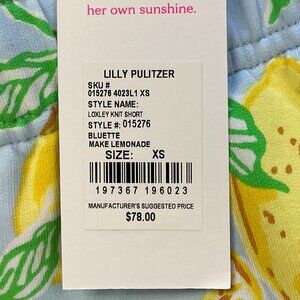 her own sunshine.
LILLY PULITZER
SKU #
015276 4023L1 XS
STYLE NAME:
LOXLEY KNIT SHORT
STYLE #: 015276
BLUETTE
MAKE LEMONADE
SIZE: XS
197367 196023
MANUFACTURER'S SUGGESTED PRICE
$78.00